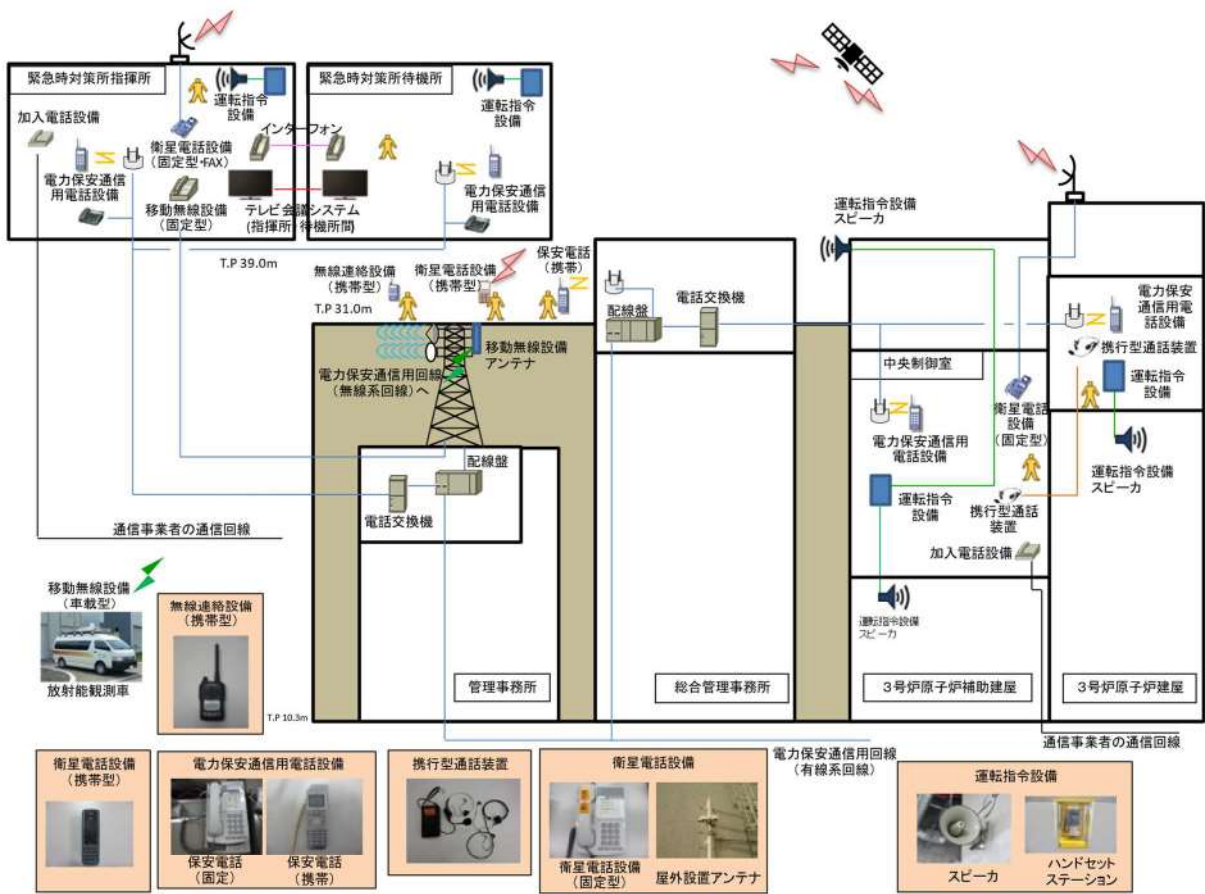 緊急時対策所指揮所
運転指令
設備
加入電話設備
衛星電話設備
(固定型・FAX)
インターフォン
電力保安通信
用電話設備
移動無線設備
(固定型)
テレビ会議システム
(指揮所 待機所間)
緊急時対策所待機所
運転指令
設備
電力保安通信
用電話設備
T.P 39.0m
無線連絡設備
(携帯型)
衛星電話設備
(携帯型)
保安電話
(携帯)
T.P 31.0m
移動無線設備
アンテナ
電力保安通信用回線
(無線系回線)へ
配線盤
電話交換機
配線盤
電話交換機
通信事業者の通信回線
運転指令設備
スピーカ
中央制御室
電力保安通信用
電話設備
衛星電話
設備
(固定型)
運転指令
設備
携行型通話
装置
加入電話設備
運転指令設備
スピーカ
電力保安
通信用電
話設備
携行型通話装置
運転指令
設備
運転指令設備
スピーカ
移動無線設備
(車載型)
放射能観測車
無線連絡設備
(携帯型)
管理事務所
総合管理事務所
3号炉原子炉補助建屋
3号炉原子炉建屋
T.P 10.3m
電力保安通信用回線
(有線系回線)
通信事業者の通信回線
衛星電話設備
(携帯型)
電力保安通信用電話設備
保安電話
(固定)
保安電話
(携帯)
携行型通話装置
衛星電話設備
衛星電話設備
(固定型)
屋外設置アンテナ
運転指令設備
スピーカ
ハンドセット
ステーション